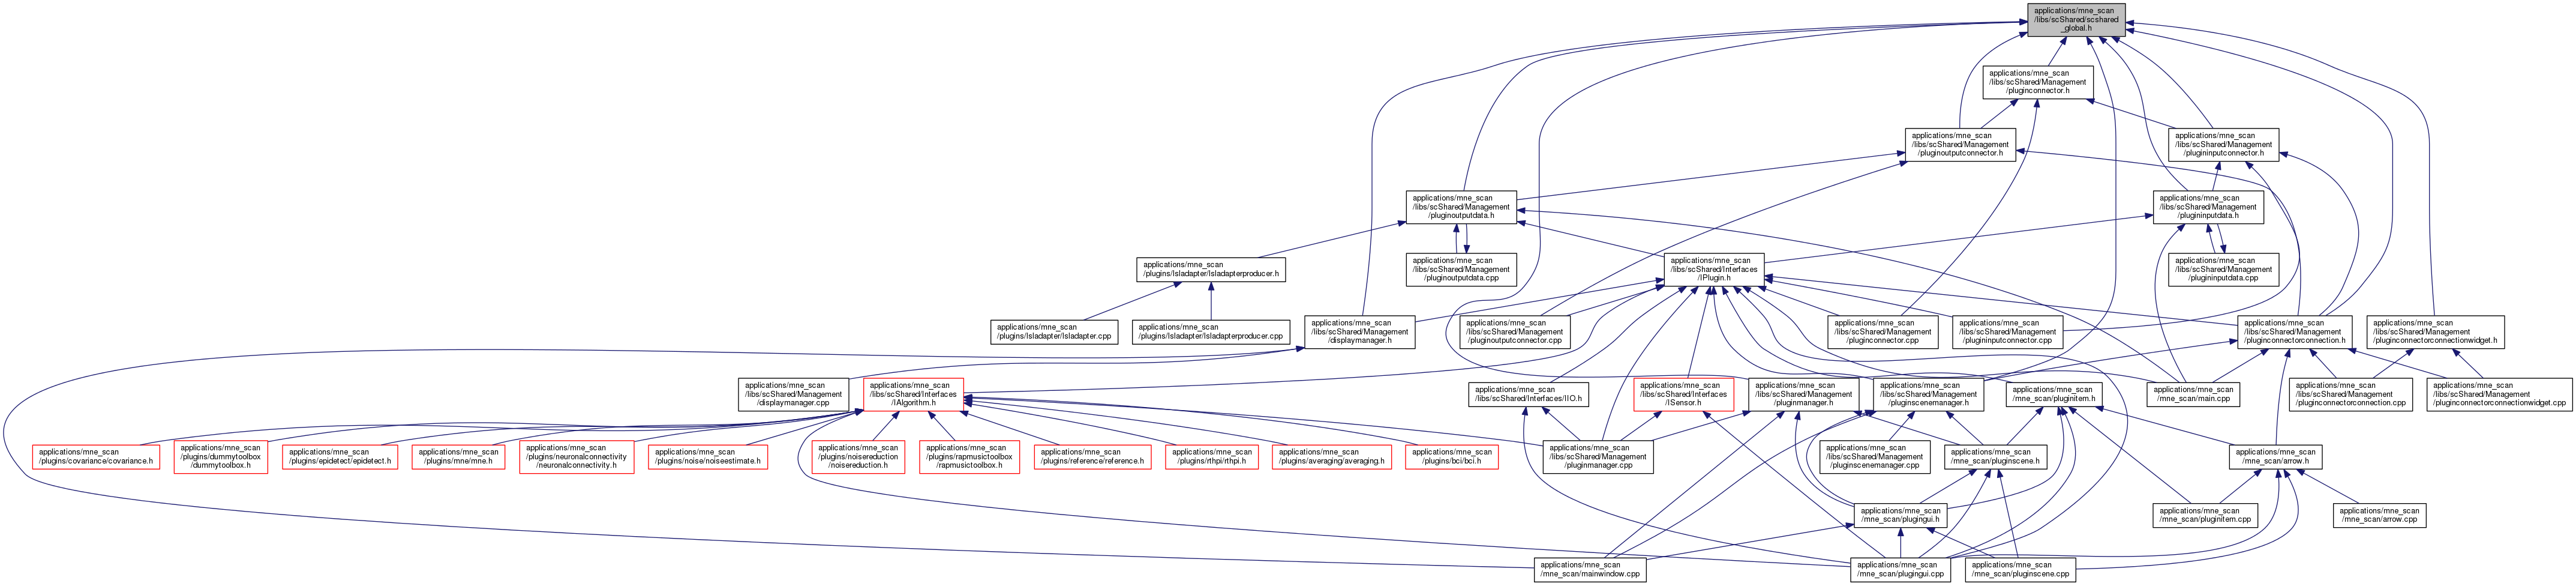 applications/mne_scan
/libs/scShared/scshared
_global.h
applications/mne_scan
/libs/scShared/Management
/pluginconnector.h
applications/mne_scan
/libs/scShared/Management
/pluginoutputconnector.h
applications/mne_scan
/libs/scShared/Management
/plugininputconnector.h
applications/mne_scan
/libs/scShared/Management
/pluginoutputdata.h
applications/mne_scan
/libs/scShared/Management
/plugininputdata.h
applications/mne_scan
/plugins/lsladapter/lsladapterproducer.h
applications/mne_scan
/libs/scShared/Management
/pluginoutputdata.cpp
applications/mne_scan
/libs/scShared/Interfaces
/IPlugin.h
applications/mne_scan
/libs/scShared/Management
/plugininputdata.cpp
applications/mne_scan
/plugins/lsladapter/lsladapter.cpp
applications/mne_scan
/plugins/lsladapter/lsladapterproducer.cpp
applications/mne_scan
/libs/scShared/Management
/displaymanager.h
applications/mne_scan
/libs/scShared/Management
/pluginoutputconnector.cpp
applications/mne_scan
/libs/scShared/Management
/pluginconnector.cpp
applications/mne_scan
/libs/scShared/Management
/plugininputconnector.cpp
applications/mne_scan
/libs/scShared/Management
/pluginconnectorconnection.h
applications/mne_scan
/libs/scShared/Management
/pluginconnectorconnectionwidget.h
applications/mne_scan
/libs/scShared/Management
/displaymanager.cpp
applications/mne_scan
/libs/scShared/Interfaces
/IAlgorithm.h
applications/mne_scan
/libs/scShared/Interfaces/IIO.h
applications/mne_scan
/libs/scShared/Interfaces
/ISensor.h
applications/mne_scan
/libs/scShared/Management
/pluginmanager.h
applications/mne_scan
/libs/scShared/Management
/pluginscenemanager.h
applications/mne_scan
/mne_scan/pluginitem.h
applications/mne_scan
/mne_scan/main.cpp
applications/mne_scan
/libs/scShared/Management
/pluginconnectorconnection.cpp
applications/mne_scan
/libs/scShared/Management
/pluginconnectorconnectionwidget.cpp
applications/mne_scan
/plugins/covariance/covariance.h
applications/mne_scan
/plugins/dummytoolbox
/dummytoolbox.h
applications/mne_scan
/plugins/epidetect/epidetect.h
applications/mne_scan
/plugins/mne/mne.h
applications/mne_scan
/plugins/neuronalconnectivity
/neuronalconnectivity.h
applications/mne_scan
/plugins/noise/noiseestimate.h
applications/mne_scan
/plugins/noisereduction
/noisereduction.h
applications/mne_scan
/plugins/rapmusictoolbox
/rapmusictoolbox.h
applications/mne_scan
/plugins/reference/reference.h
applications/mne_scan
/plugins/rthpi/rthpi.h
applications/mne_scan
/plugins/averaging/averaging.h
applications/mne_scan
/plugins/bci/bci.h
applications/mne_scan
/libs/scShared/Management
/pluginmanager.cpp
applications/mne_scan
/libs/scShared/Management
/pluginscenemanager.cpp
applications/mne_scan
/mne_scan/pluginscene.h
applications/mne_scan
/mne_scan/arrow.h
applications/mne_scan
/mne_scan/plugingui.h
applications/mne_scan
/mne_scan/pluginitem.cpp
applications/mne_scan
/mne_scan/arrow.cpp
applications/mne_scan
/mne_scan/mainwindow.cpp
applications/mne_scan
/mne_scan/plugingui.cpp
applications/mne_scan
/mne_scan/pluginscene.cpp